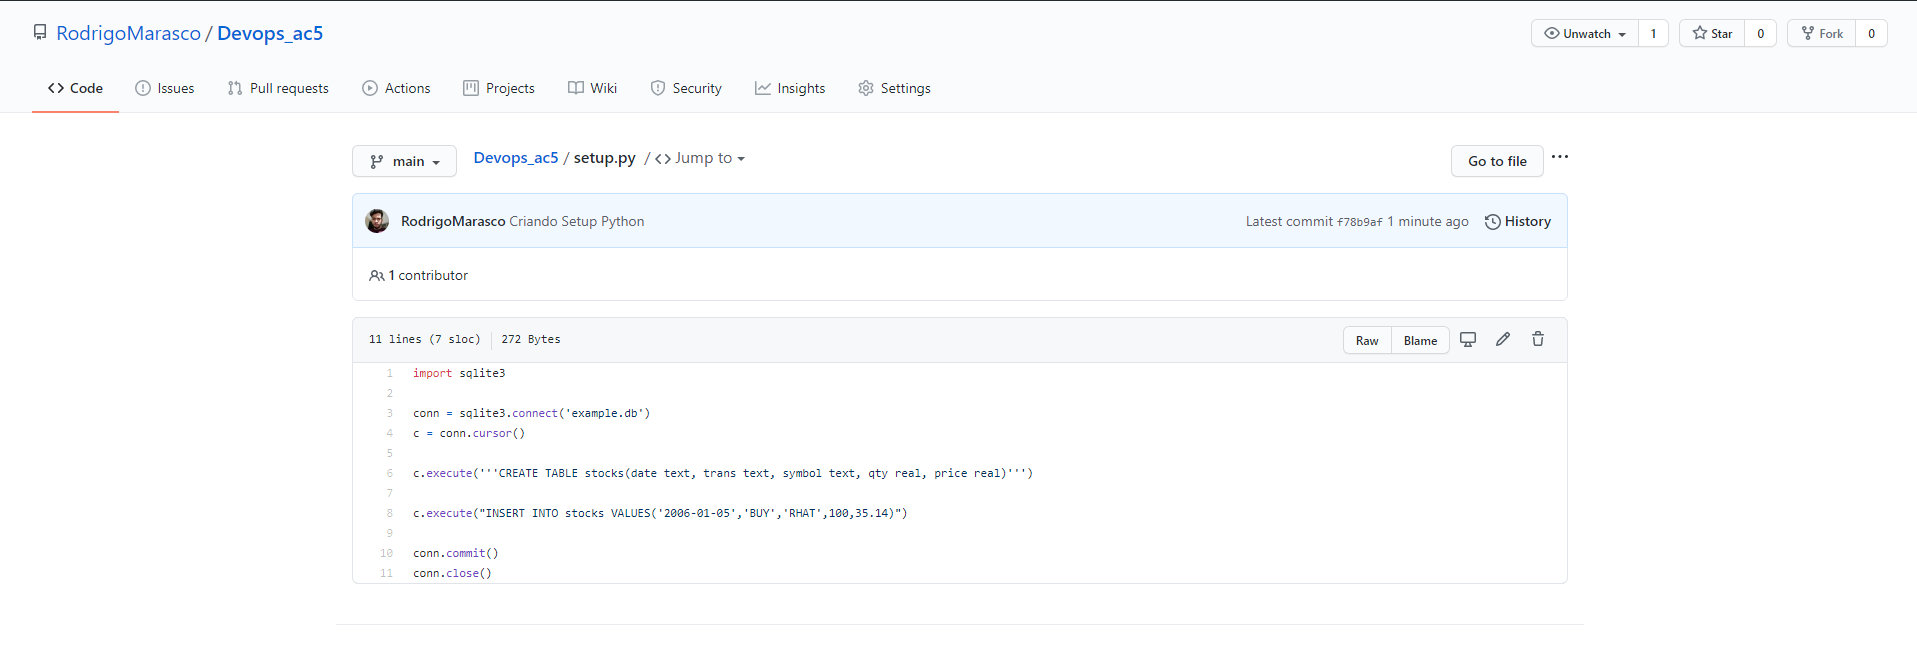 RodrigoMarasco / Devops_ac5
Unwatch 1 Star 0 Fork 0
Code Issues Pull requests Actions Projects Wiki Security Insights Settings
main Devops_ac5 / setup.py / <> Jump to Go to file ...
RodrigoMarasco Criando Setup Python Latest commit f78b9af 1 minute ago History
1 contributor
11 lines (7 sloc) 272 Bytes Raw Blame
1 import sqlite3
2
3 conn = sqlite3.connect('example.db')
4 c = conn.cursor()
5
6 c.execute('''CREATE TABLE stocks(date text, trans text, symbol text, qty real, price real)''')
7
8 c.execute("INSERT INTO stocks VALUES('2006-01-05','BUY','RHAT',100,35.14)")
9
10 conn.commit()
11 conn.close()